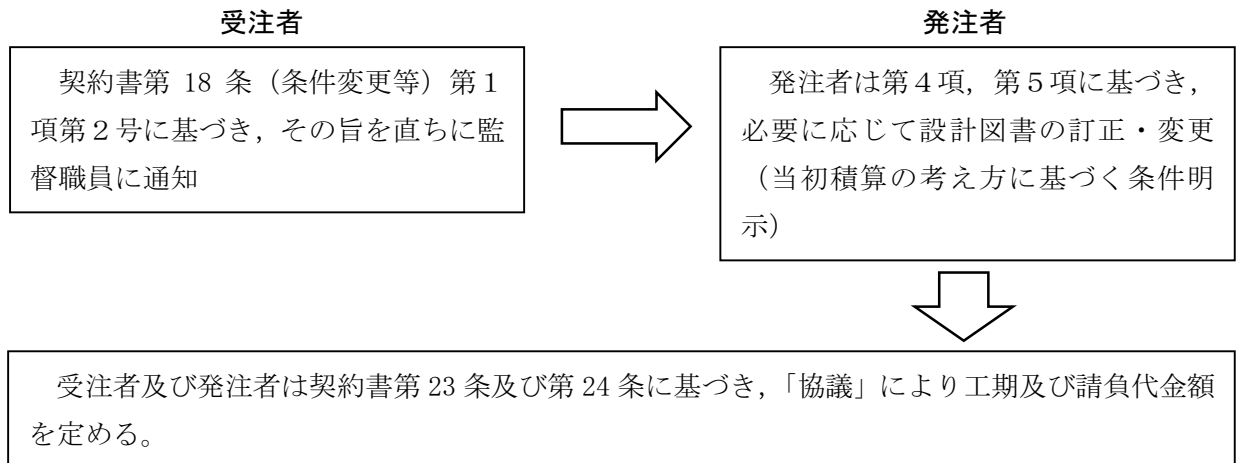 受注者
契約書第 18 条（条件変更等）第１
項第２号に基づき，その旨を直ちに監
督職員に通知
発注者
発注者は第４項，第５項に基づき，
必要に応じて設計図書の訂正・変更
（当初積算の考え方に基づく条件明
示）
受注者及び発注者は契約書第 23 条及び第 24 条に基づき，「協議」により工期及び請負代金額
を定める。